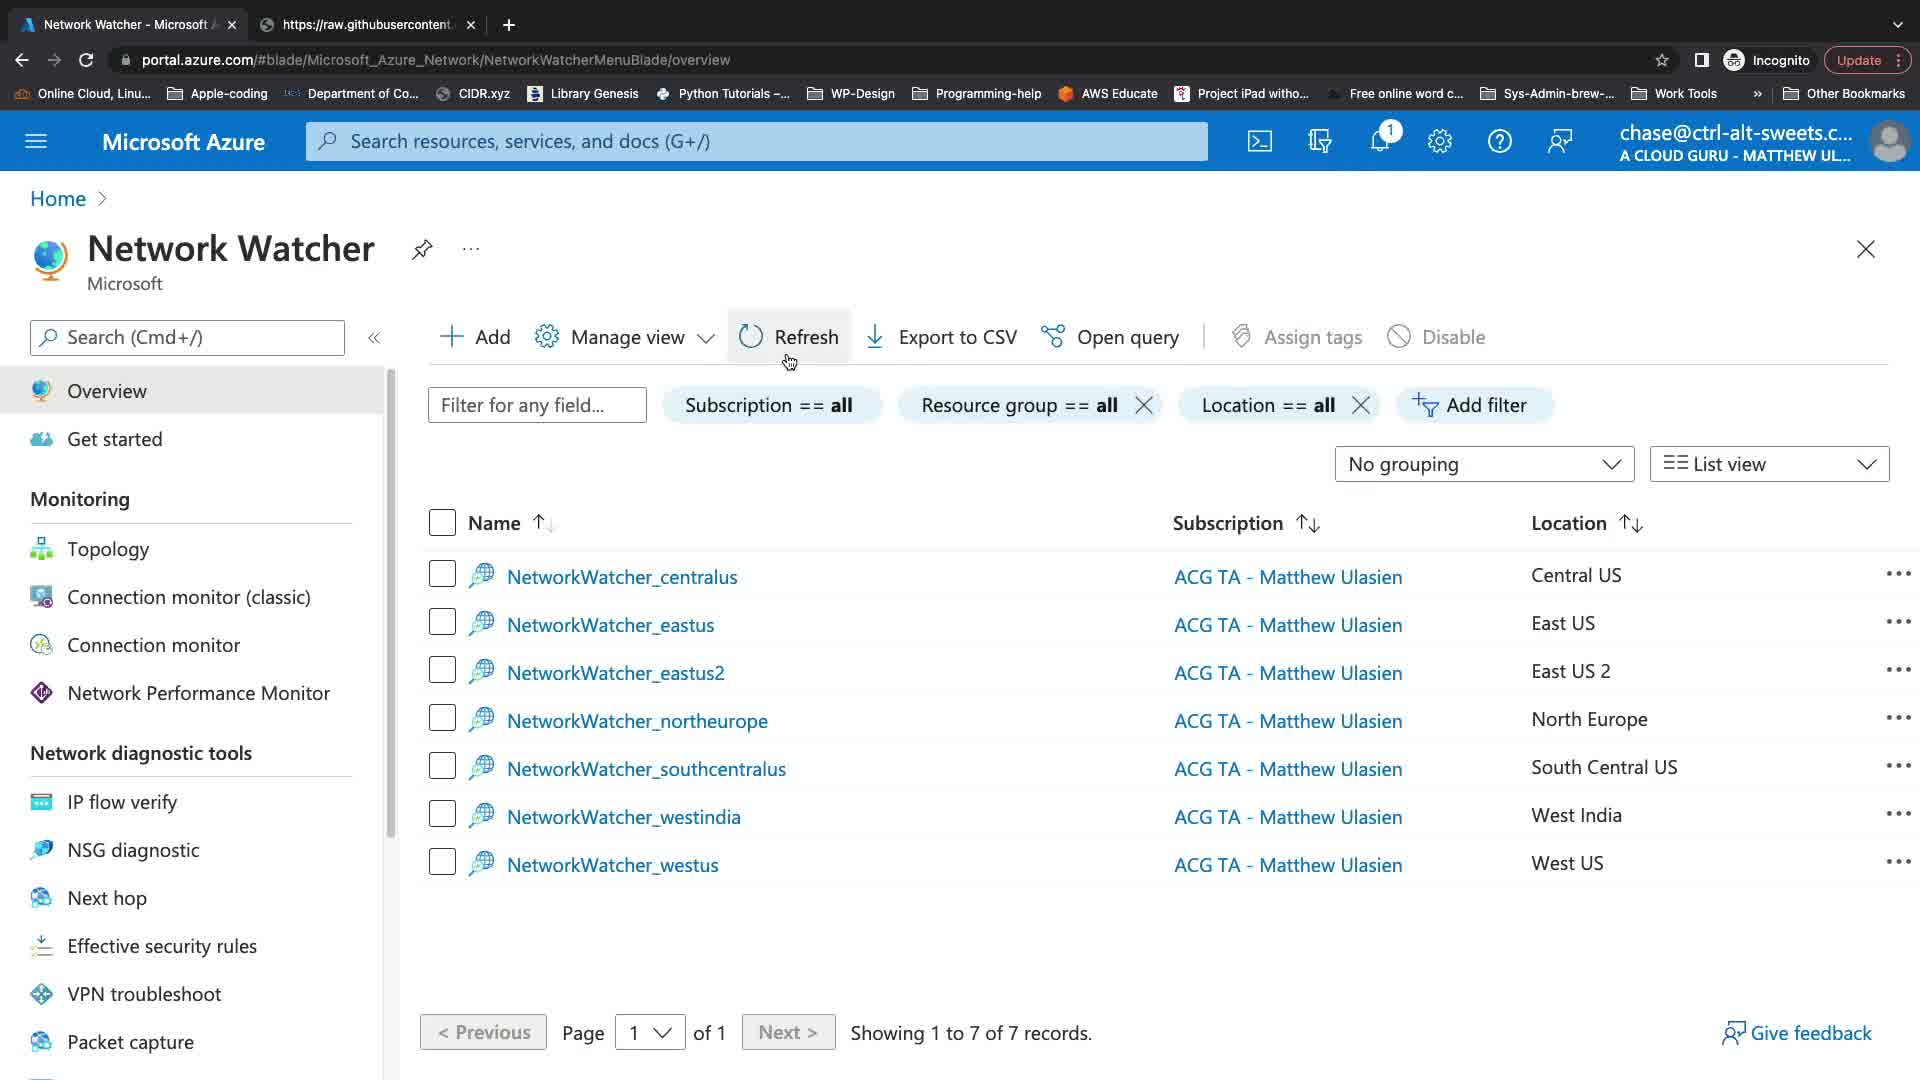 Network Watcher - Microsoft A
https://raw.githubusercontent.
portal.azure.com/#blade/Microsoft_Azure_Network/NetworkWatcherMenuBlade/overview
Incognito
Update
Online Cloud, Linu...
Apple-coding
Department of Co...
CIDR.xyz
Library Genesis
Python Tutorials –...
WP-Design
Programming-help
AWS Educate
Project iPad witho...
Free online word c...
Sys-Admin-brew-...
Work Tools
»
Other Bookmarks
Microsoft Azure
Search resources, services, and docs (G+/)
1
chase@ctrl-alt-sweets.c...
A CLOUD GURU - MATTHEW UL...
Home >
Network Watcher
...
Microsoft
Search (Cmd+/)
«
Add
Manage view
Refresh
Export to CSV
Open query
Assign tags
Disable
Overview
Get started
Monitoring
Topology
Connection monitor (classic)
Connection monitor
Network Performance Monitor
Network diagnostic tools
IP flow verify
NSG diagnostic
Next hop
Effective security rules
VPN troubleshoot
Packet capture
Filter for any field...
Subscription == all
Resource group == all
Location == all
Add filter
No grouping
List view
Name
Subscription
Location
NetworkWatcher_centralus ACG TA - Matthew Ulasien Central US
NetworkWatcher_eastus ACG TA - Matthew Ulasien East US
NetworkWatcher_eastus2 ACG TA - Matthew Ulasien East US 2
NetworkWatcher_northeurope ACG TA - Matthew Ulasien North Europe
NetworkWatcher_southcentralus ACG TA - Matthew Ulasien South Central US
NetworkWatcher_westindia ACG TA - Matthew Ulasien West India
NetworkWatcher_westus ACG TA - Matthew Ulasien West US
< Previous Page 1 of 1 Next > Showing 1 to 7 of 7 records.
Give feedback